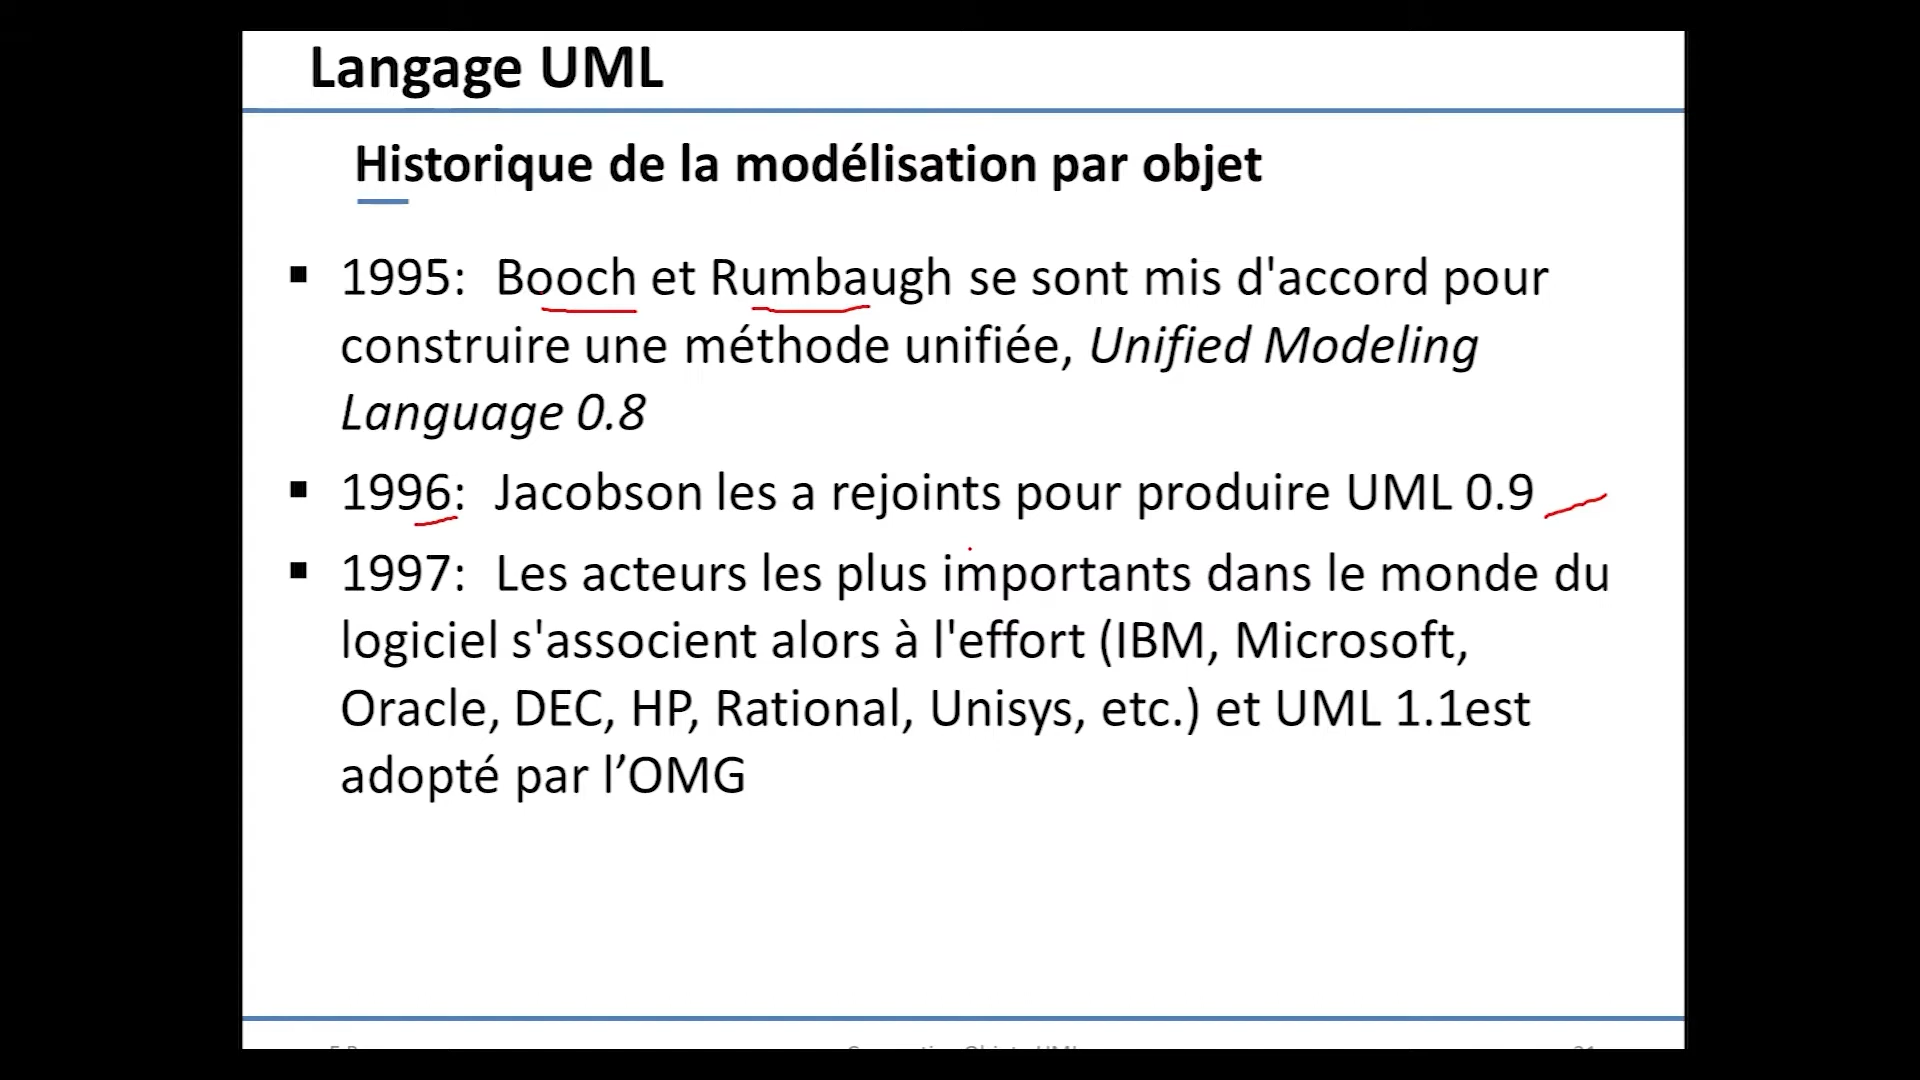 Langage UML
Historique de la modélisation par objet
▪ 1995: Booch et Rumbaugh se sont mis d'accord pour
construire une méthode unifiée, Unified Modeling
Language 0.8
▪ 1996: Jacobson les a rejoints pour produire UML 0.9
▪ 1997: Les acteurs les plus importants dans le monde du
logiciel s'associent alors à l'effort (IBM, Microsoft,
Oracle, DEC, HP, Rational, Unisys, etc.) et UML 1.1est
adopté par l’OMG